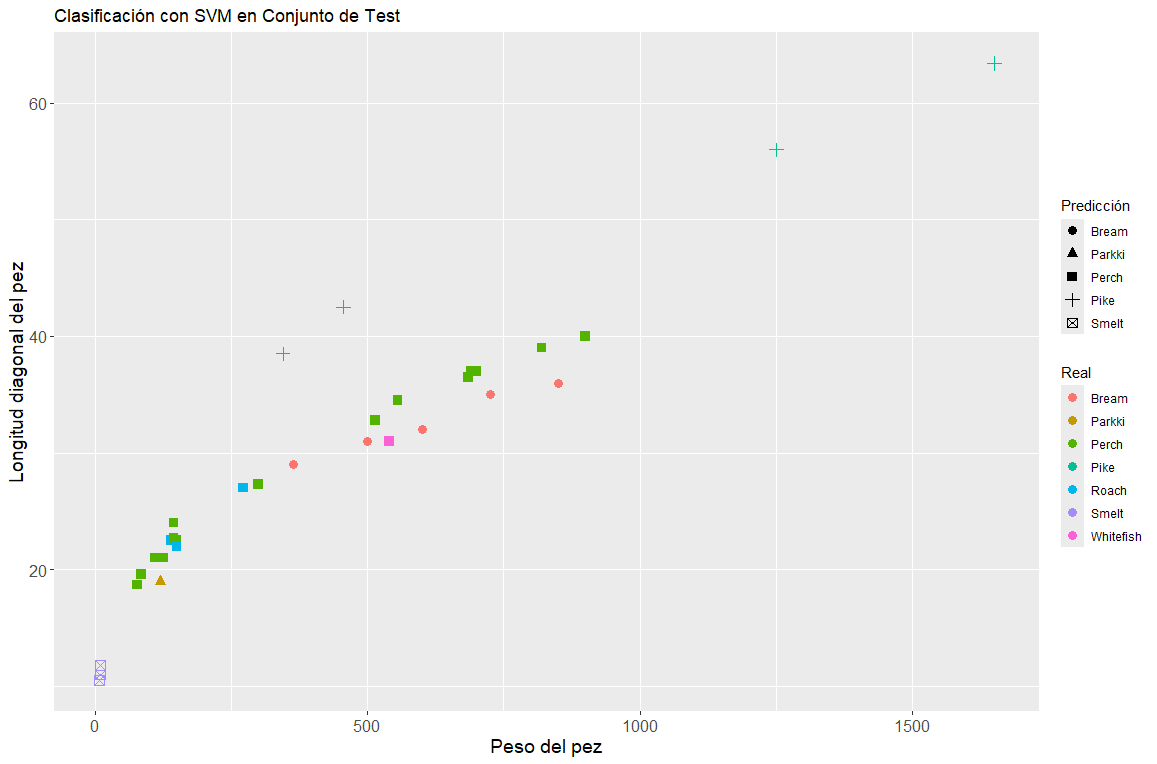 Clasificación con SVM en Conjunto de Test
60
40
20
Longitud diagonal del pez
0
500
1000
1500
Peso del pez
Predicción
Bream
Parkki
Perch
Pike
Smelt
Real
Bream
Parkki
Perch
Pike
Roach
Smelt
Whitefish